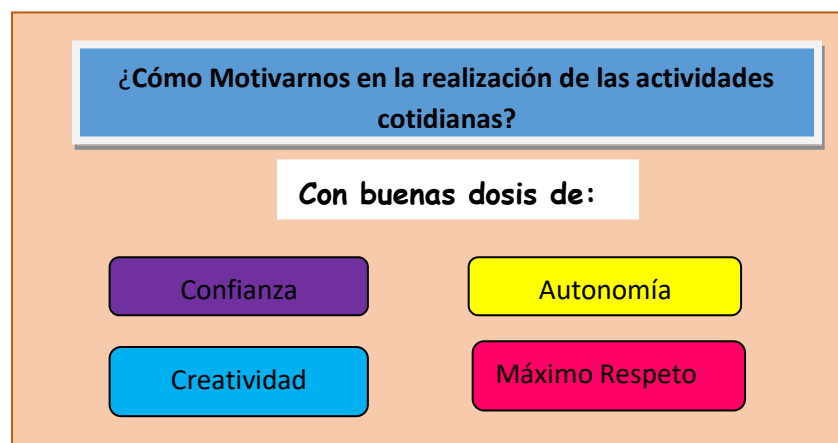 ¿Cómo Motivarnos en la realización de las actividades
cotidianas?
Con buenas dosis de:
Confianza
Autonomía
Creatividad
Máximo Respeto